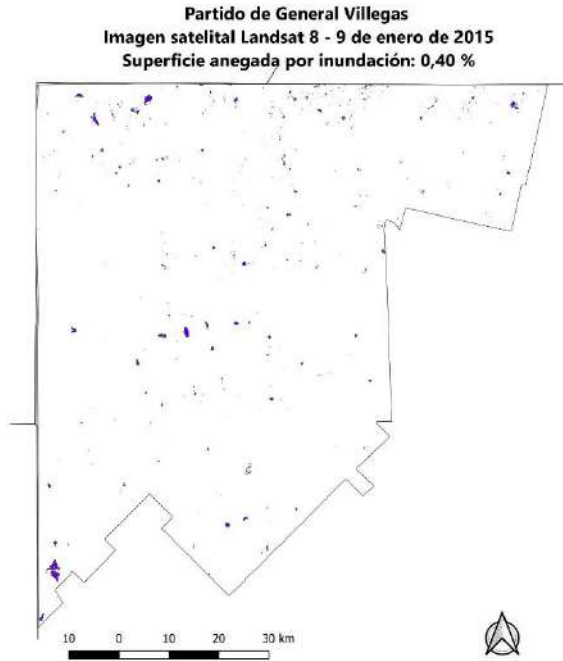 Partido de General Villegas
Imagen satelital Landsat 8 - 9 de enero de 2015
Superficie anegada por inundación: 0,40 %
10 0 10 20 30 km